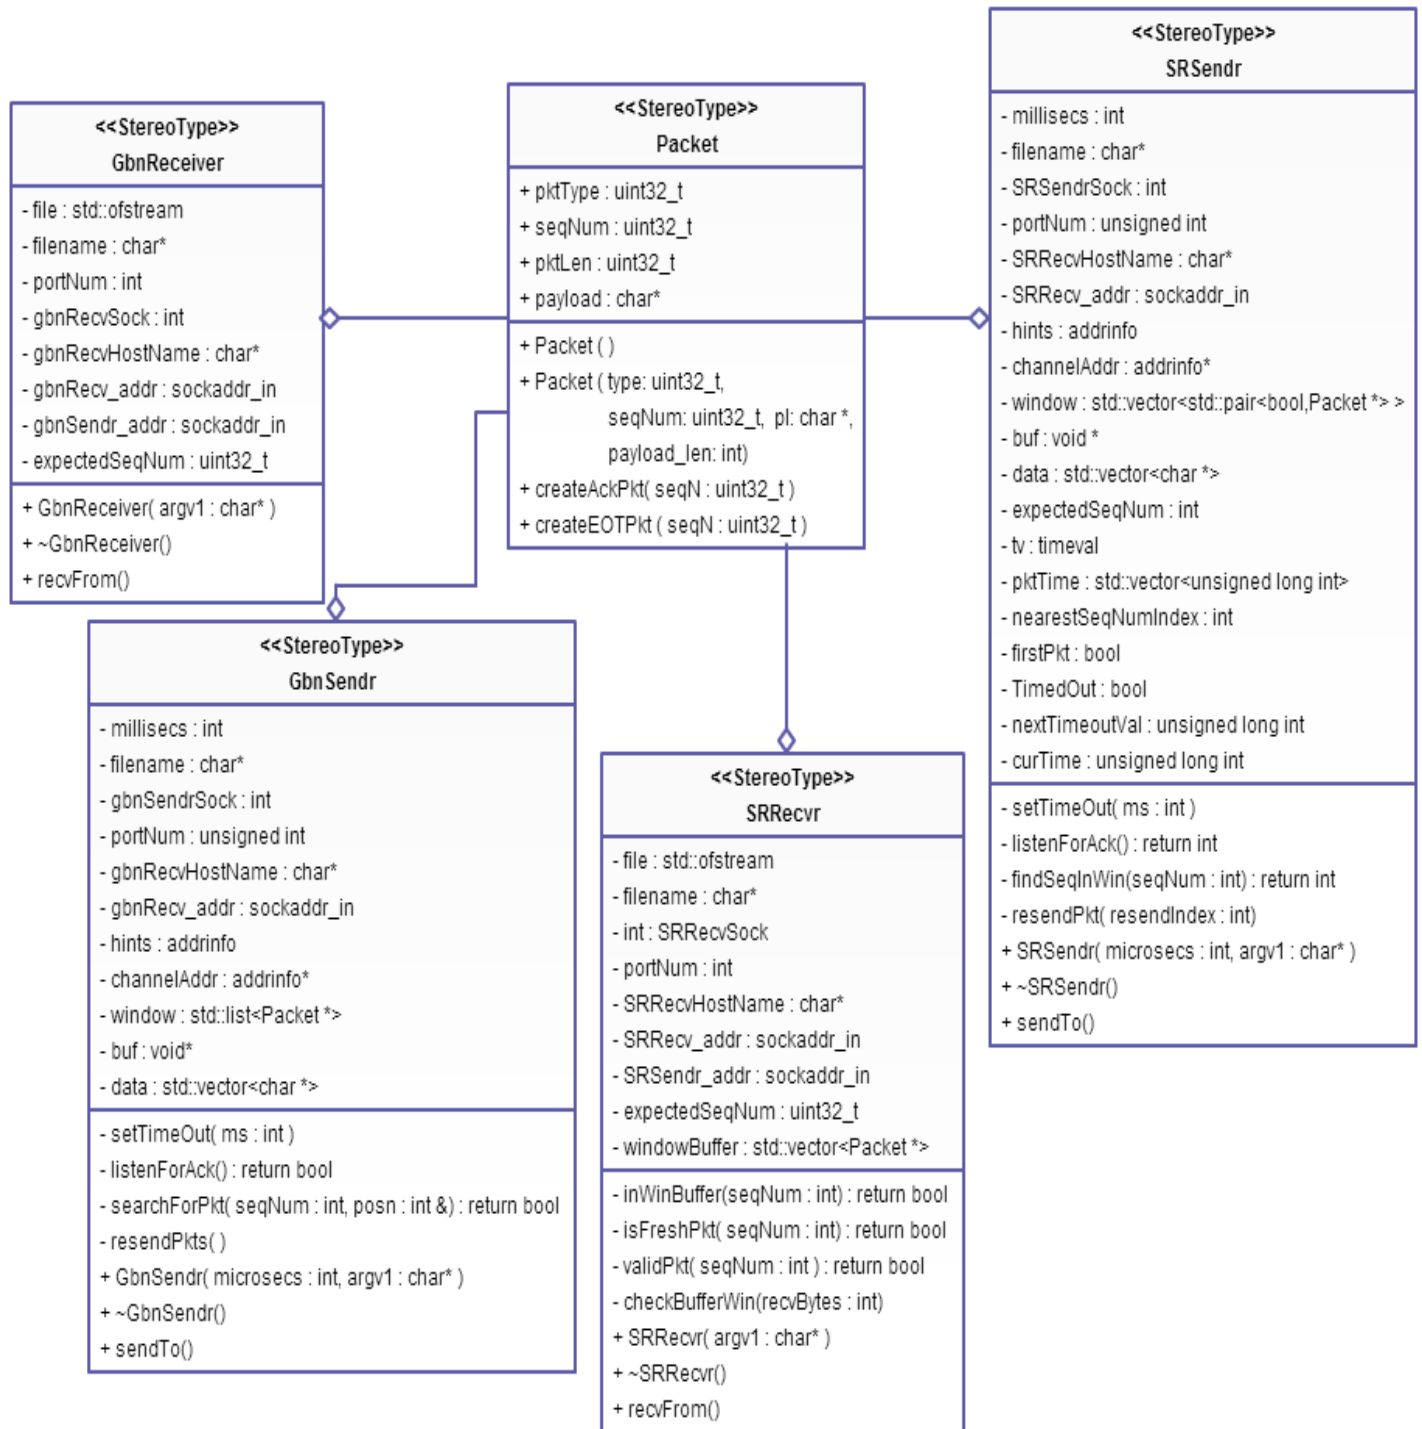 <<StereoType>>
GbnReceiver
- file : std::ofstream
- filename : char*
- portNum : int
- gbnRecvSock : int
- gbnRecvHostName : char*
- gbnRecv_addr : sockaddr_in
- gbnSendr_addr : sockaddr_in
- expectedSeqNum : uint32_t
+ GbnReceiver( argv1 : char* )
+ ~GbnReceiver()
+ recvFrom()
<<StereoType>>
Packet
+ pktType : uint32_t
+ seqNum : uint32_t
+ pktLen : uint32_t
+ payload : char*
+ Packet ( )
+ Packet ( type: uint32_t,
seqNum: uint32_t, pl: char *,
payload_len: int)
+ createAckPkt( seqN : uint32_t )
+ createEOTPkt ( seqN : uint32_t )
<<StereoType>>
SRSendr
- millisecs : int
- filename : char*
- SRSendrSock : int
- portNum : unsigned int
- SRRecvHostName : char*
- SRRecv_addr : sockaddr_in
- hints : addrinfo
- channelAddr : addrinfo*
- window : std::vector<std::pair<bool,Packet *> >
- buf : void *
- data : std::vector<char *>
- expectedSeqNum : int
- tv : timeval
- pktTime : std::vector<unsigned long int>
- nearestSeqNumIndex : int
- firstPkt : bool
- TimedOut : bool
- nextTimeoutVal : unsigned long int
- curTime : unsigned long int
- setTimeOut( ms : int )
- listenForAck() : return int
- findSeqInWin(seqNum : int) : return int
- resendPkt( resendIndex : int)
+ SRSendr( microsecs : int, argv1 : char* )
+ ~SRSendr()
+ sendTo()
<<StereoType>>
GbnSendr
- millisecs : int
- filename : char*
- gbnSendrSock : int
- portNum : unsigned int
- gbnRecvHostName : char*
- gbnRecv_addr : sockaddr_in
- hints : addrinfo
- channelAddr : addrinfo*
- window : std::list<Packet *>
- buf : void*
- data : std::vector<char *>
- setTimeOut( ms : int )
- listenForAck() : return bool
- searchForPkt( seqNum : int, posn : int &) : return bool
- resendPkts( )
+ GbnSendr( microsecs : int, argv1 : char* )
+ ~GbnSendr()
+ sendTo()
<<StereoType>>
SRRecvr
- file : std::ofstream
- filename : char*
- int : SRRecvSock
- portNum : int
- SRRecvHostName : char*
- SRRecv_addr : sockaddr_in
- SRSendr_addr : sockaddr_in
- expectedSeqNum : uint32_t
- windowBuffer : std::vector<Packet *>
- inWinBuffer(seqNum : int) : return bool
- isFreshPkt( seqNum : int) : return bool
- validPkt( seqNum : int ) : return bool
- checkBufferWin(recvBytes : int)
+ SRRecvr( argv1 : char* )
+ ~SRRecvr()
+ recvFrom()